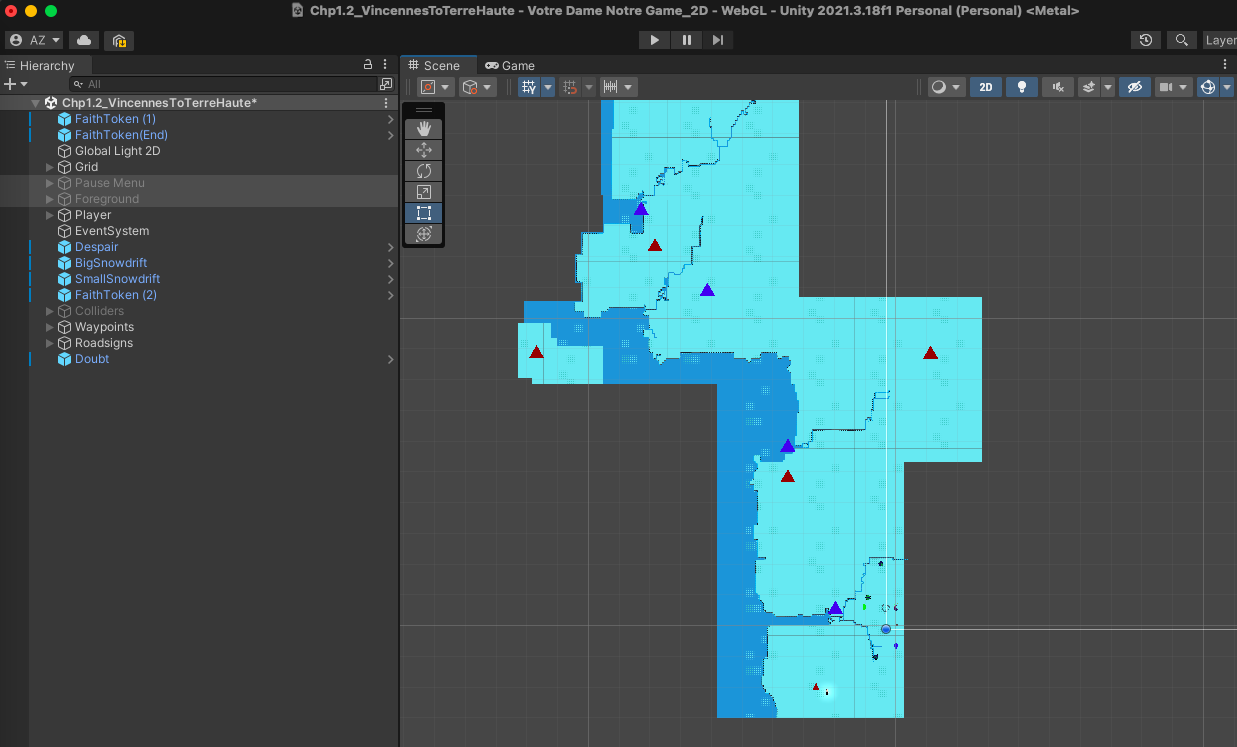 Chp1.2_VincennesToTerreHaute - Votre Dame Notre Game_2D - WebGL - Unity 2021.3.18f1 Personal (Personal) <Metal>
AZ
Layer
Hierarchy
Scene
Game
All
2D
Chp1.2_VincennesToTerreHaute*
FaithToken (1)
FaithToken(End)
Global Light 2D
Grid
Pause Menu
Foreground
Player
EventSystem
Despair
BigSnowdrift
SmallSnowdrift
FaithToken (2)
Colliders
Waypoints
Roadsigns
Doubt